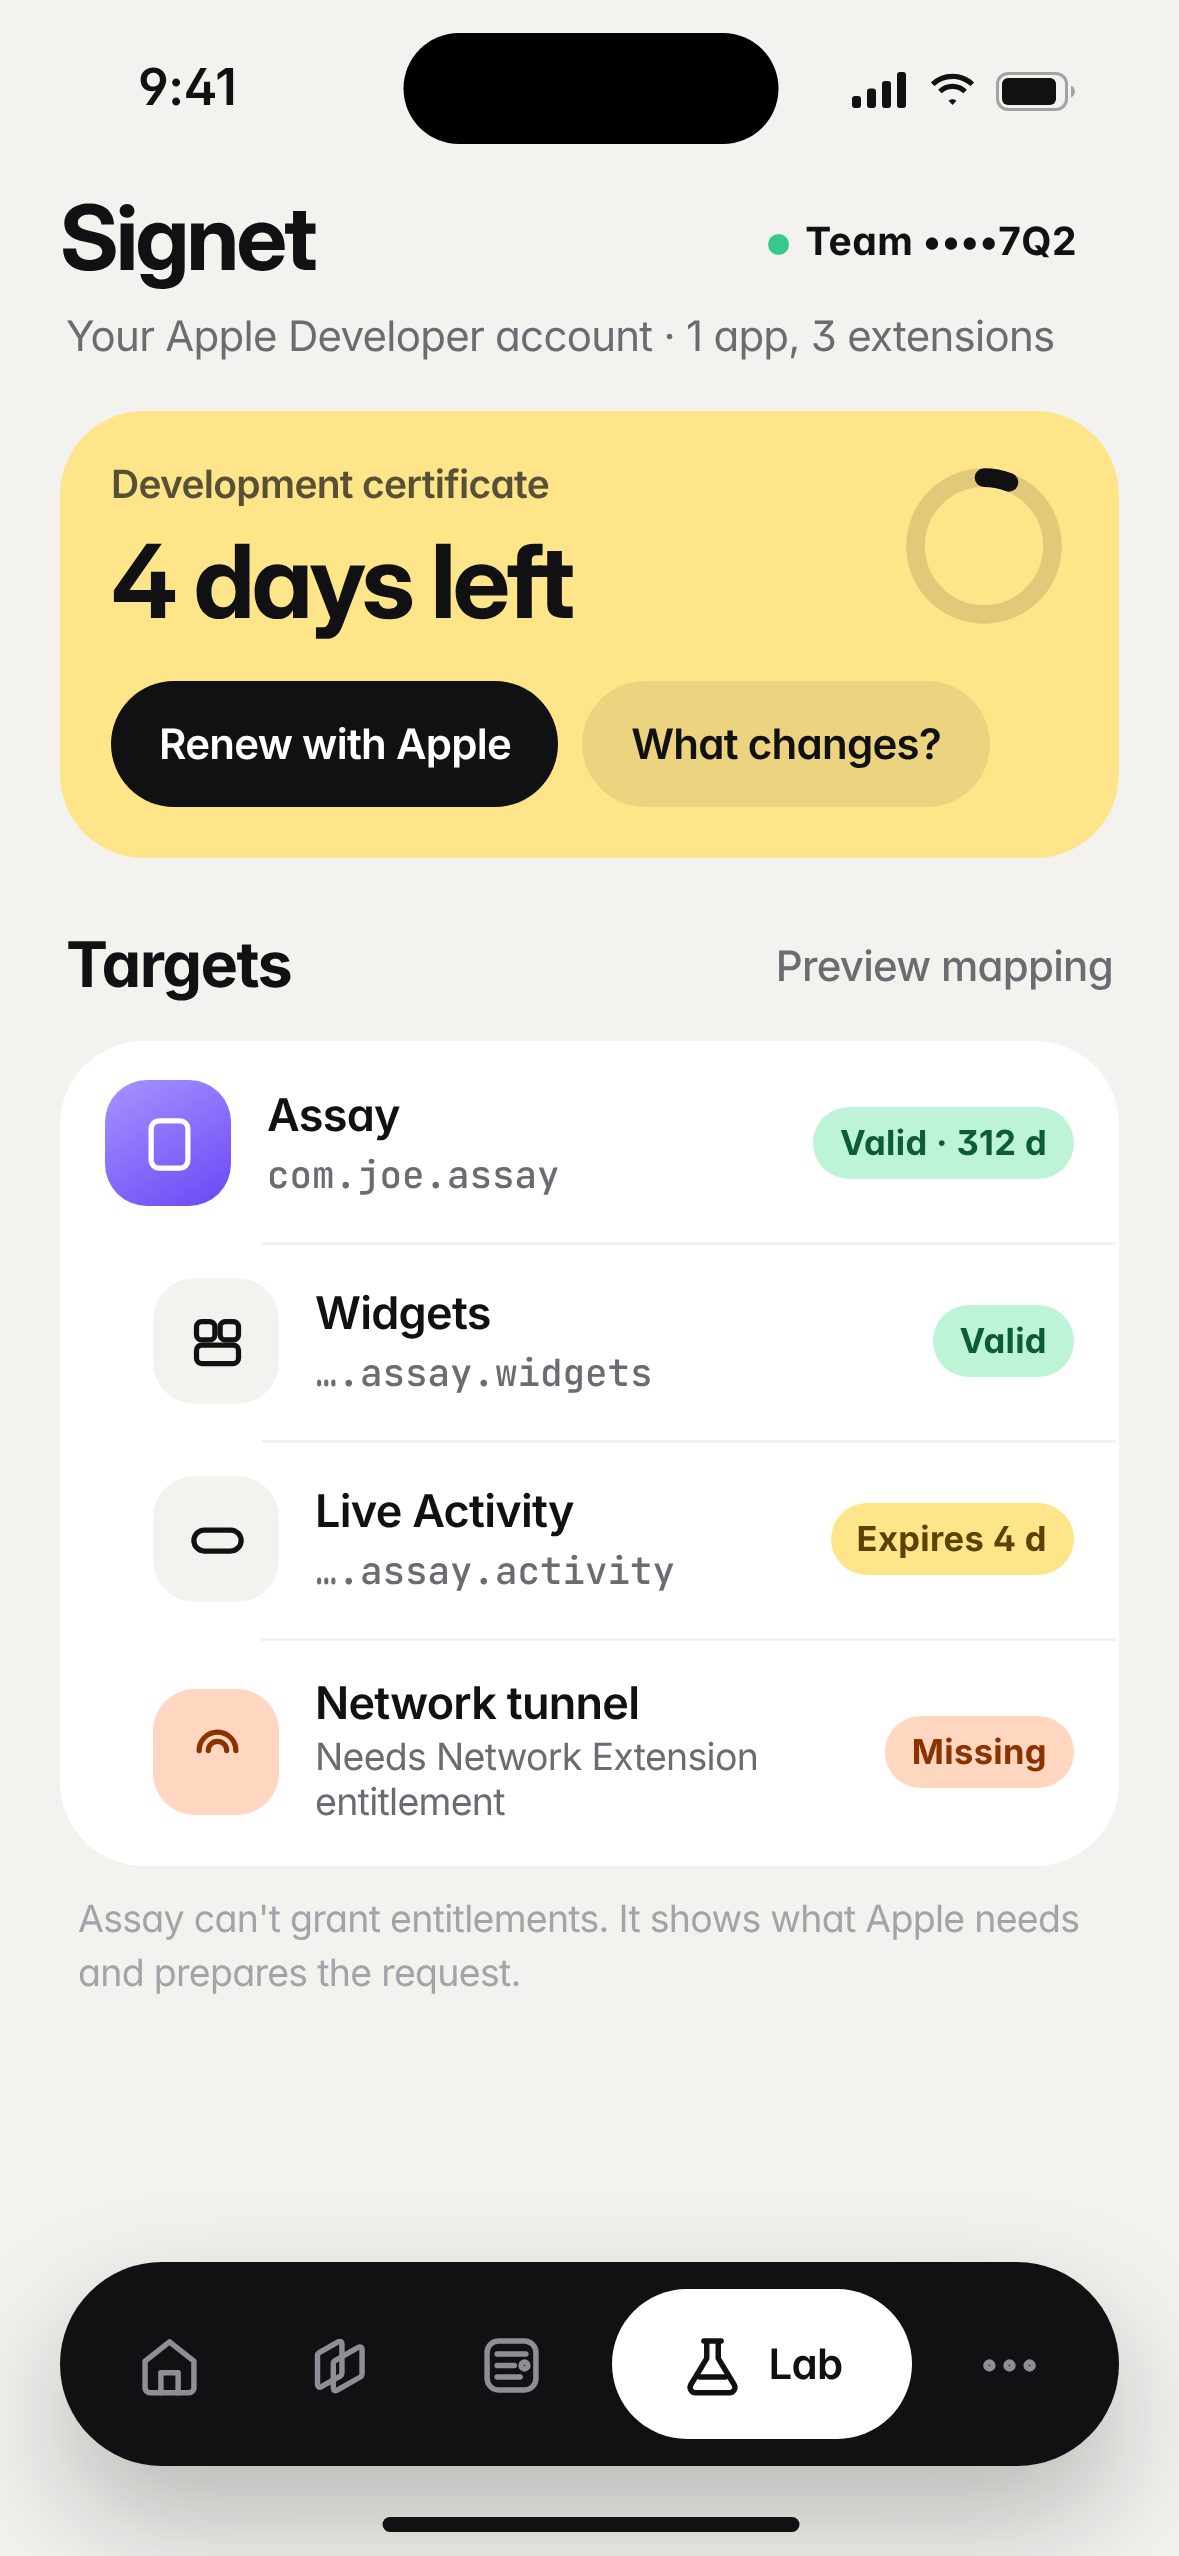 9:41
Signet
Team ••••7Q2
Your Apple Developer account · 1 app, 3 extensions
Development certificate
4 days left
Renew with Apple
What changes?
Targets
Preview mapping
Assay
com.joe.assay
Valid · 312 d
Widgets
….assay.widgets
Valid
Live Activity
….assay.activity
Expires 4 d
Network tunnel
Needs Network Extension
entitlement
Missing
Assay can't grant entitlements. It shows what Apple needs
and prepares the request.
Lab